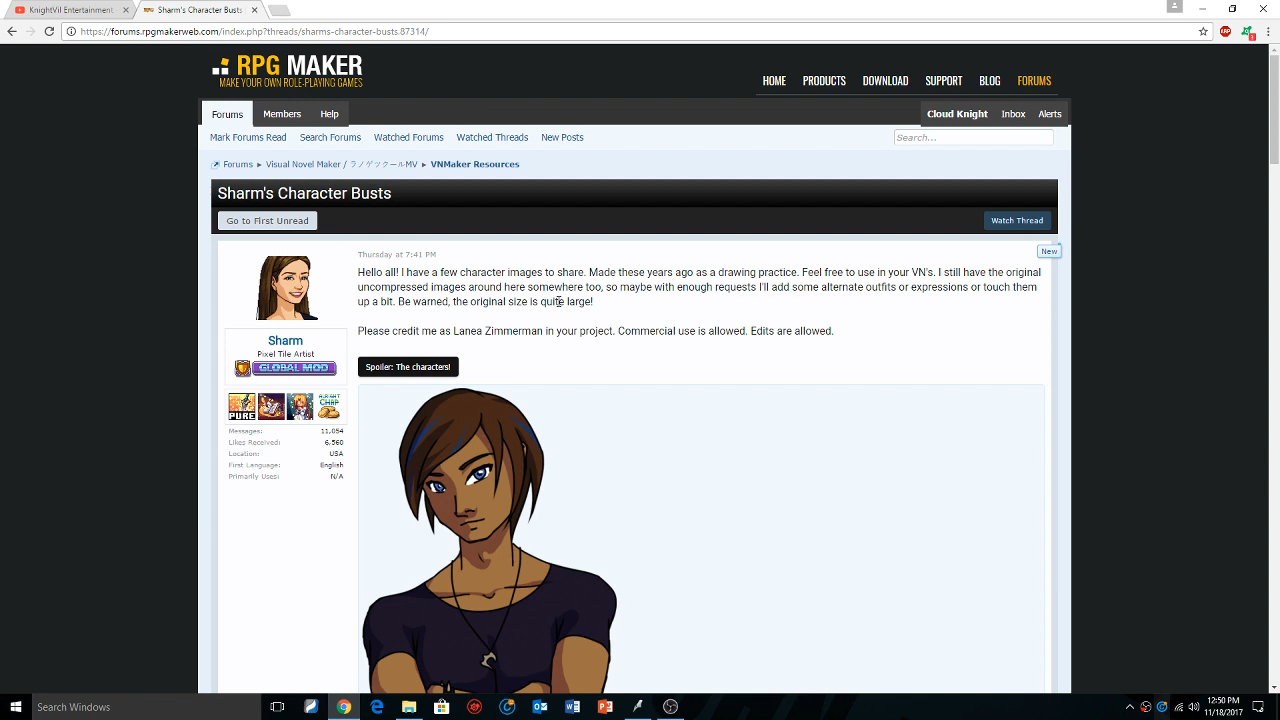 KnightVil Entertainment
Sharm's Character Busts
https://forums.rpgmakerweb.com/index.php?threads/sharms-character-busts.87314/
RPG MAKER
MAKE YOUR OWN ROLE-PLAYING GAMES
HOME PRODUCTS DOWNLOAD SUPPORT BLOG FORUMS
Forums Members Help Cloud Knight Inbox Alerts
Mark Forums Read Search Forums Watched Forums Watched Threads New Posts Search...
Forums ▸ Visual Novel Maker / ラノゲツクールMV ▸ VNMaker Resources
Sharm's Character Busts
Go to First Unread Watch Thread
New
Thursday at 7:41 PM
Hello all! I have a few character images to share. Made these years ago as a drawing practice. Feel free to use in your VN's. I still have the original
uncompressed images around here somewhere too, so maybe with enough requests I'll add some alternate outfits or expressions or touch them
up a bit. Be warned, the original size is quite large!
Please credit me as Lanea Zimmerman in your project. Commercial use is allowed. Edits are allowed.
Spoiler: The characters!
Sharm
Pixel Tile Artist
GLOBAL MOD
PURE
ALRIGHT
CHAP
Messages: 11,054
Likes Received: 6,560
Location: USA
First Language: English
Primarily Uses: N/A
Search Windows
12:50 PM
11/18/2017